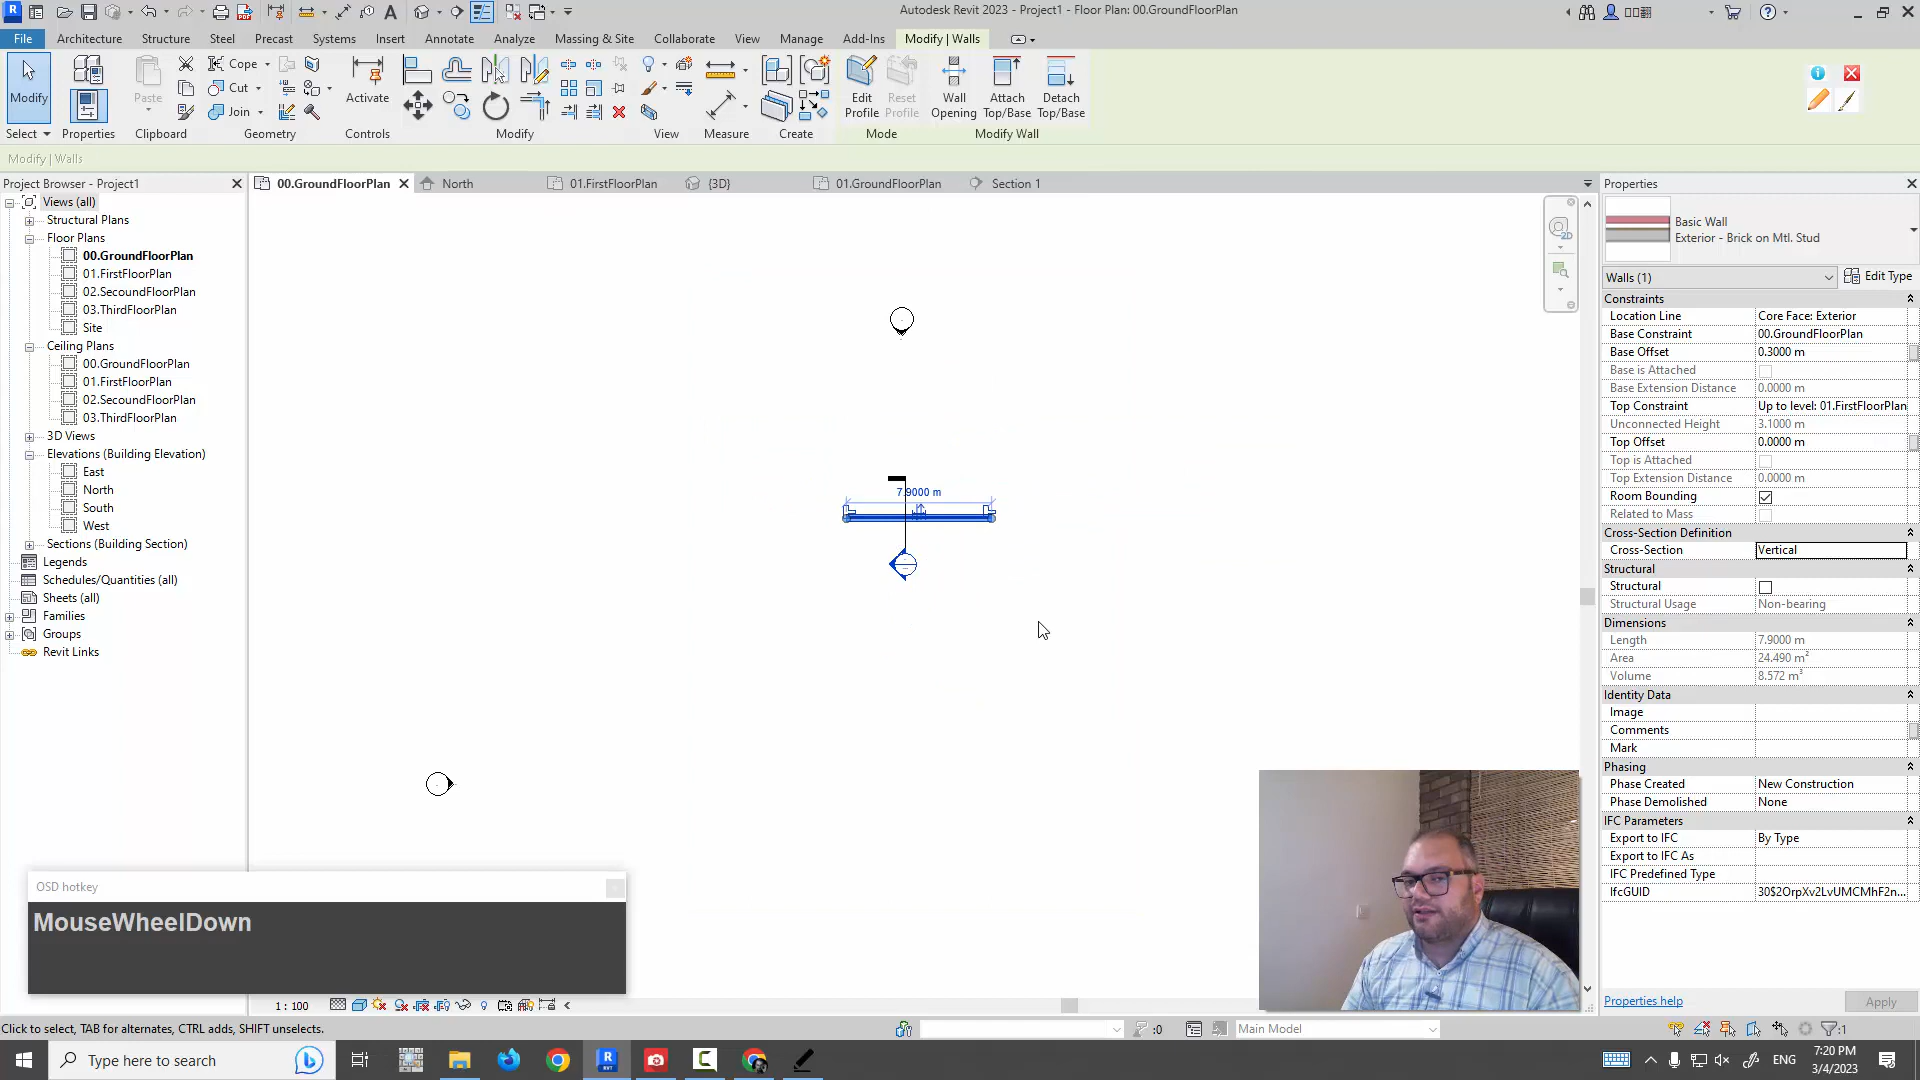 Autodesk Revit 2023 - Project1 - Floor Plan: 00.GroundFloorPlan
File Architecture Structure Steel Precast Systems Insert Annotate Analyze Massing & Site Collaborate View Manage Add-Ins Modify | Walls
Modify
Select
Properties
Paste
Clipboard
Cope
Cut
Join
Geometry
Activate
Controls
Modify
View
Measure
Create
Edit Profile
Reset Profile
Mode
Wall Opening
Attach Top/Base
Detach Top/Base
Modify Wall
Modify | Walls
Project Browser - Project1
Views (all)
Structural Plans
Floor Plans
00.GroundFloorPlan
01.FirstFloorPlan
02.SecoundFloorPlan
03.ThirdFloorPlan
Site
Ceiling Plans
00.GroundFloorPlan
01.FirstFloorPlan
02.SecoundFloorPlan
03.ThirdFloorPlan
3D Views
Elevations (Building Elevation)
East
North
South
West
Sections (Building Section)
Legends
Schedules/Quantities (all)
Sheets (all)
Families
Groups
Revit Links
00.GroundFloorPlan North 01.FirstFloorPlan {3D} 01.GroundFloorPlan Section 1
2D
7.9000 m
Properties
Basic Wall
Exterior - Brick on Mtl. Stud
Walls (1) Edit Type
Constraints
Location Line Core Face: Exterior
Base Constraint 00.GroundFloorPlan
Base Offset 0.3000 m
Base is Attached
Base Extension Distance 0.0000 m
Top Constraint Up to level: 01.FirstFloorPlan
Unconnected Height 3.1000 m
Top Offset 0.0000 m
Top is Attached
Top Extension Distance 0.0000 m
Room Bounding
Related to Mass
Cross-Section Definition
Cross-Section Vertical
Structural
Structural
Structural Usage Non-bearing
Dimensions
Length 7.9000 m
Area 24.490 m²
Volume 8.572 m³
Identity Data
Image
Comments
Mark
Phasing
Phase Created New Construction
Phase Demolished None
IFC Parameters
Export to IFC By Type
Export to IFC As
IFC Predefined Type
IfcGUID 30$2OrpXv2LvUMCMhF2n...
Properties help Apply
OSD hotkey
MouseWheelDown
1 : 100
Click to select, TAB for alternates, CTRL adds, SHIFT unselects.
:0
Main Model
:1
Type here to search
ENG
7:20 PM
3/4/2023